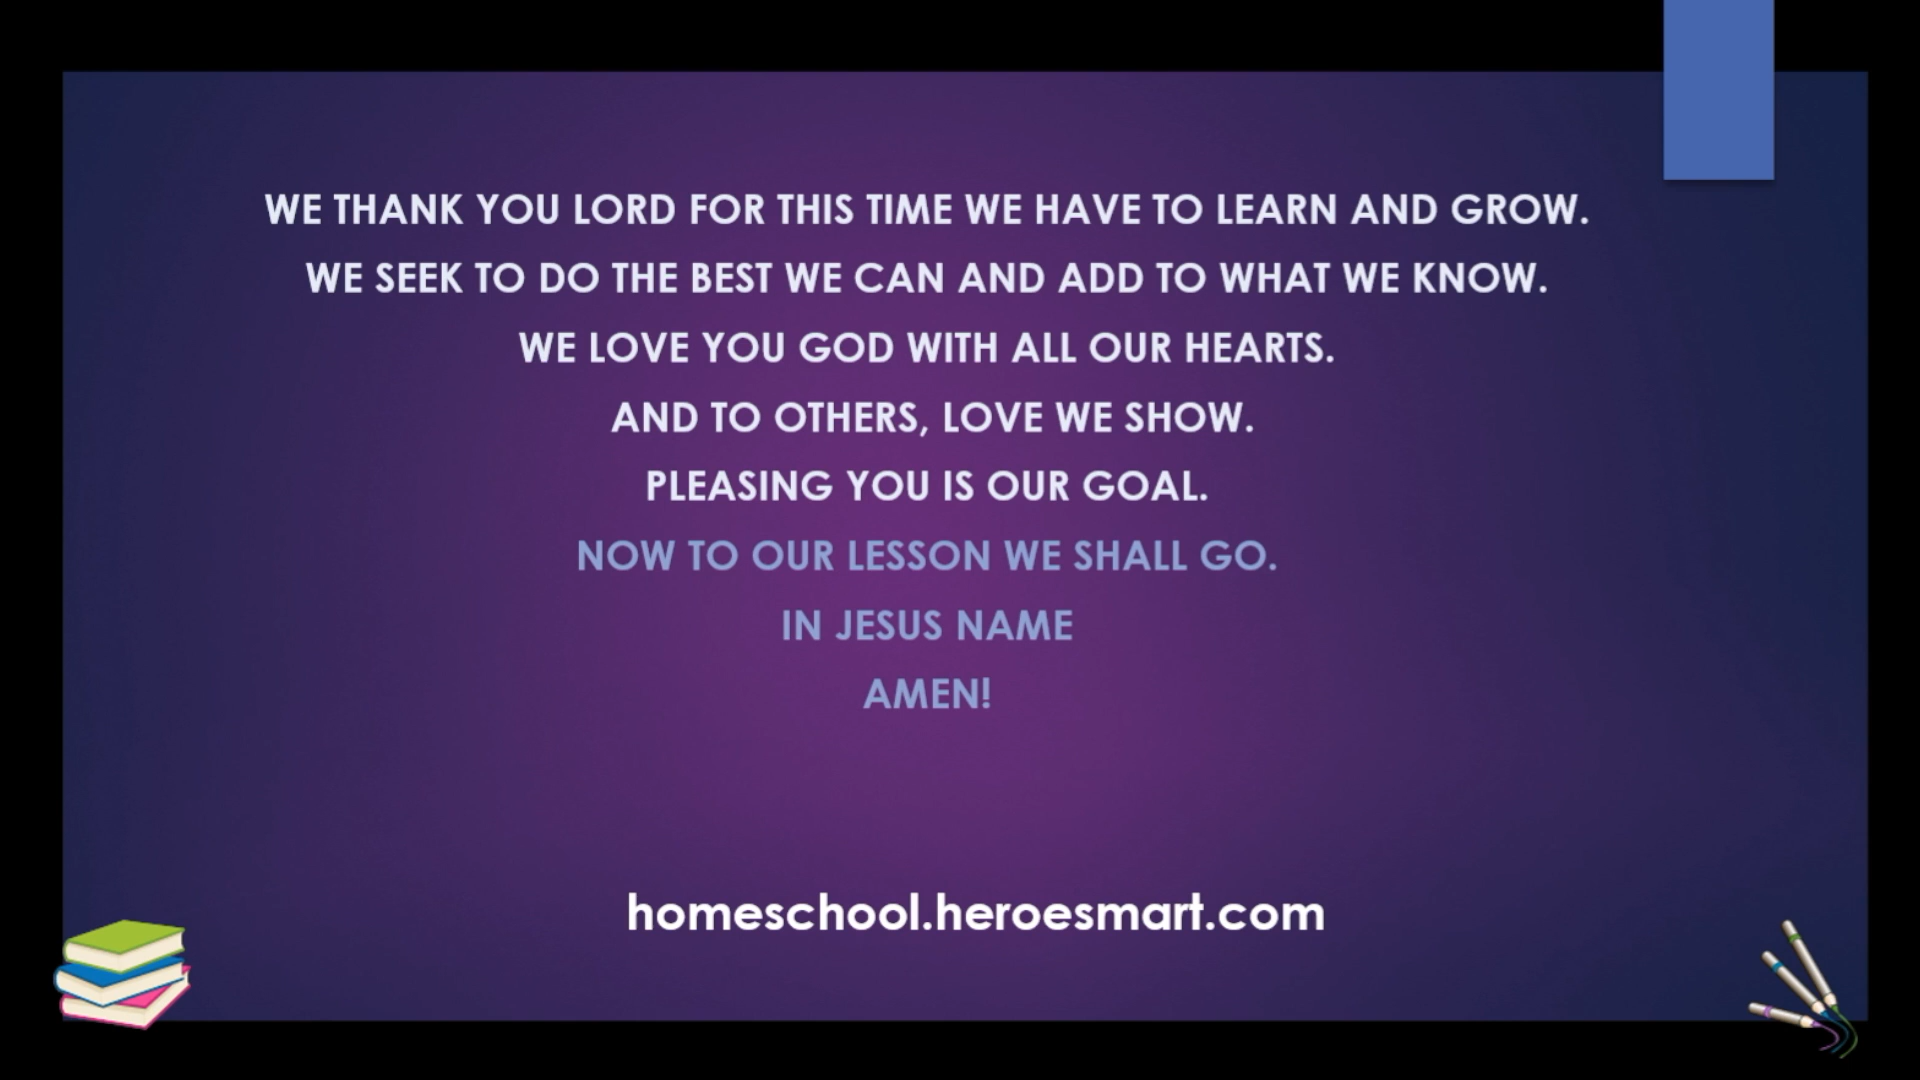 WE THANK YOU LORD FOR THIS TIME WE HAVE TO LEARN AND GROW.
WE SEEK TO DO THE BEST WE CAN AND ADD TO WHAT WE KNOW.
WE LOVE YOU GOD WITH ALL OUR HEARTS.
AND TO OTHERS, LOVE WE SHOW.
PLEASING YOU IS OUR GOAL.
NOW TO OUR LESSON WE SHALL GO.
IN JESUS NAME
AMEN!
homeschool.heroesmart.com